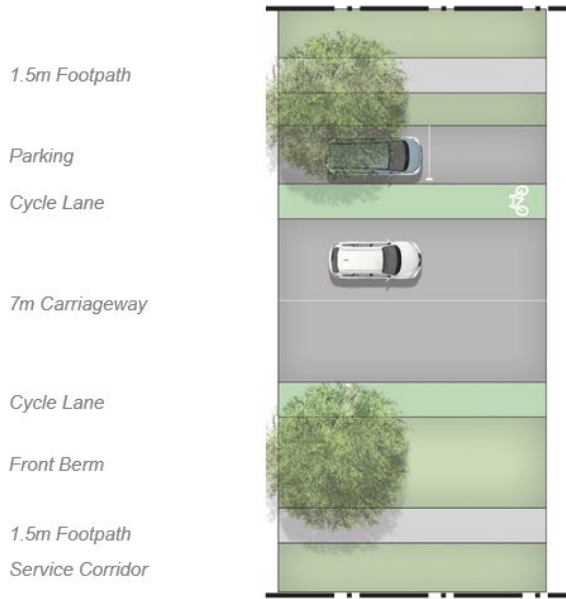 1.5m Footpath
Parking
Cycle Lane
7m Carriageway
Cycle Lane
Front Berm
1.5m Footpath
Service Corridor